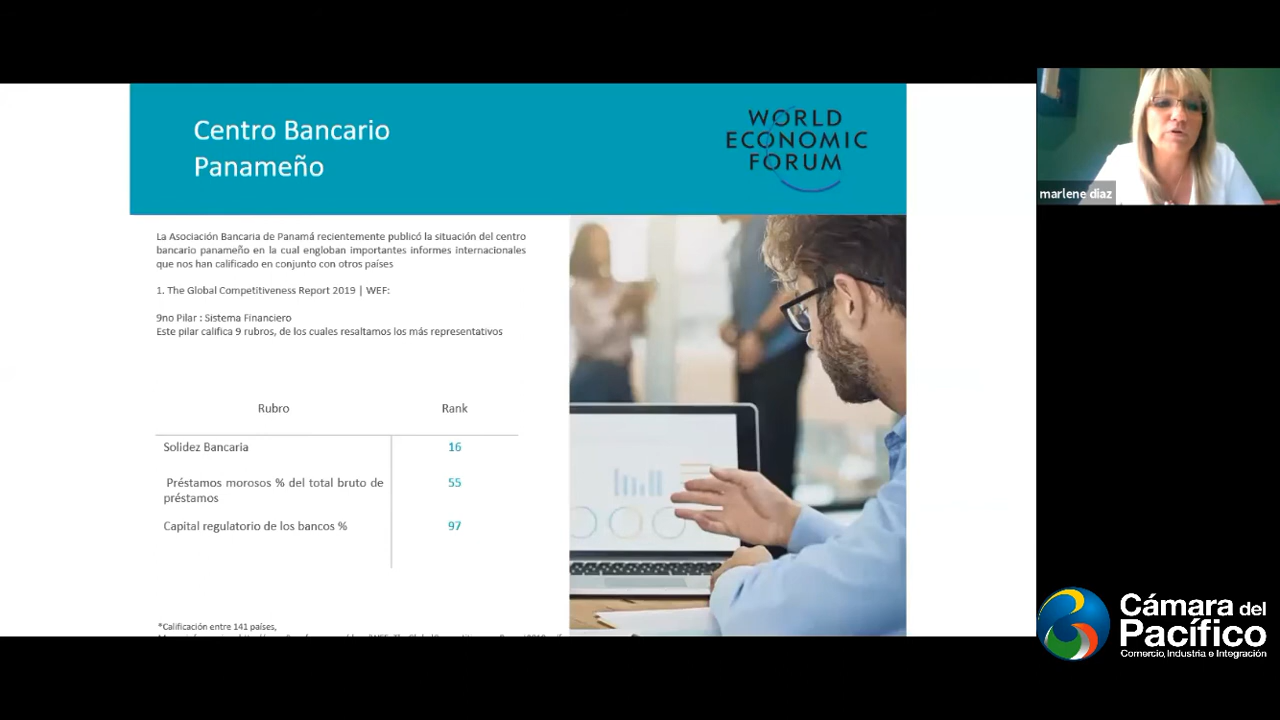 Centro Bancario
Panameño
WORLD
ECONOMIC
FORUM
marlene diaz
La Asociación Bancaria de Panamá recientemente publicó la situación del centro
bancario panameño en la cual engloban importantes informes internacionales
que nos han calificado en conjunto con otros países
1. The Global Competitiveness Report 2019 | WEF:
9no Pilar : Sistema Financiero
Este pilar califica 9 rubros, de los cuales resaltamos los más representativos
Rubro Rank
Solidez Bancaria 16
Préstamos morosos % del total bruto de 55
préstamos
Capital regulatorio de los bancos % 97
*Calificación entre 141 países,
Cámara del
Pacífico
Comercio, Industria e Integración